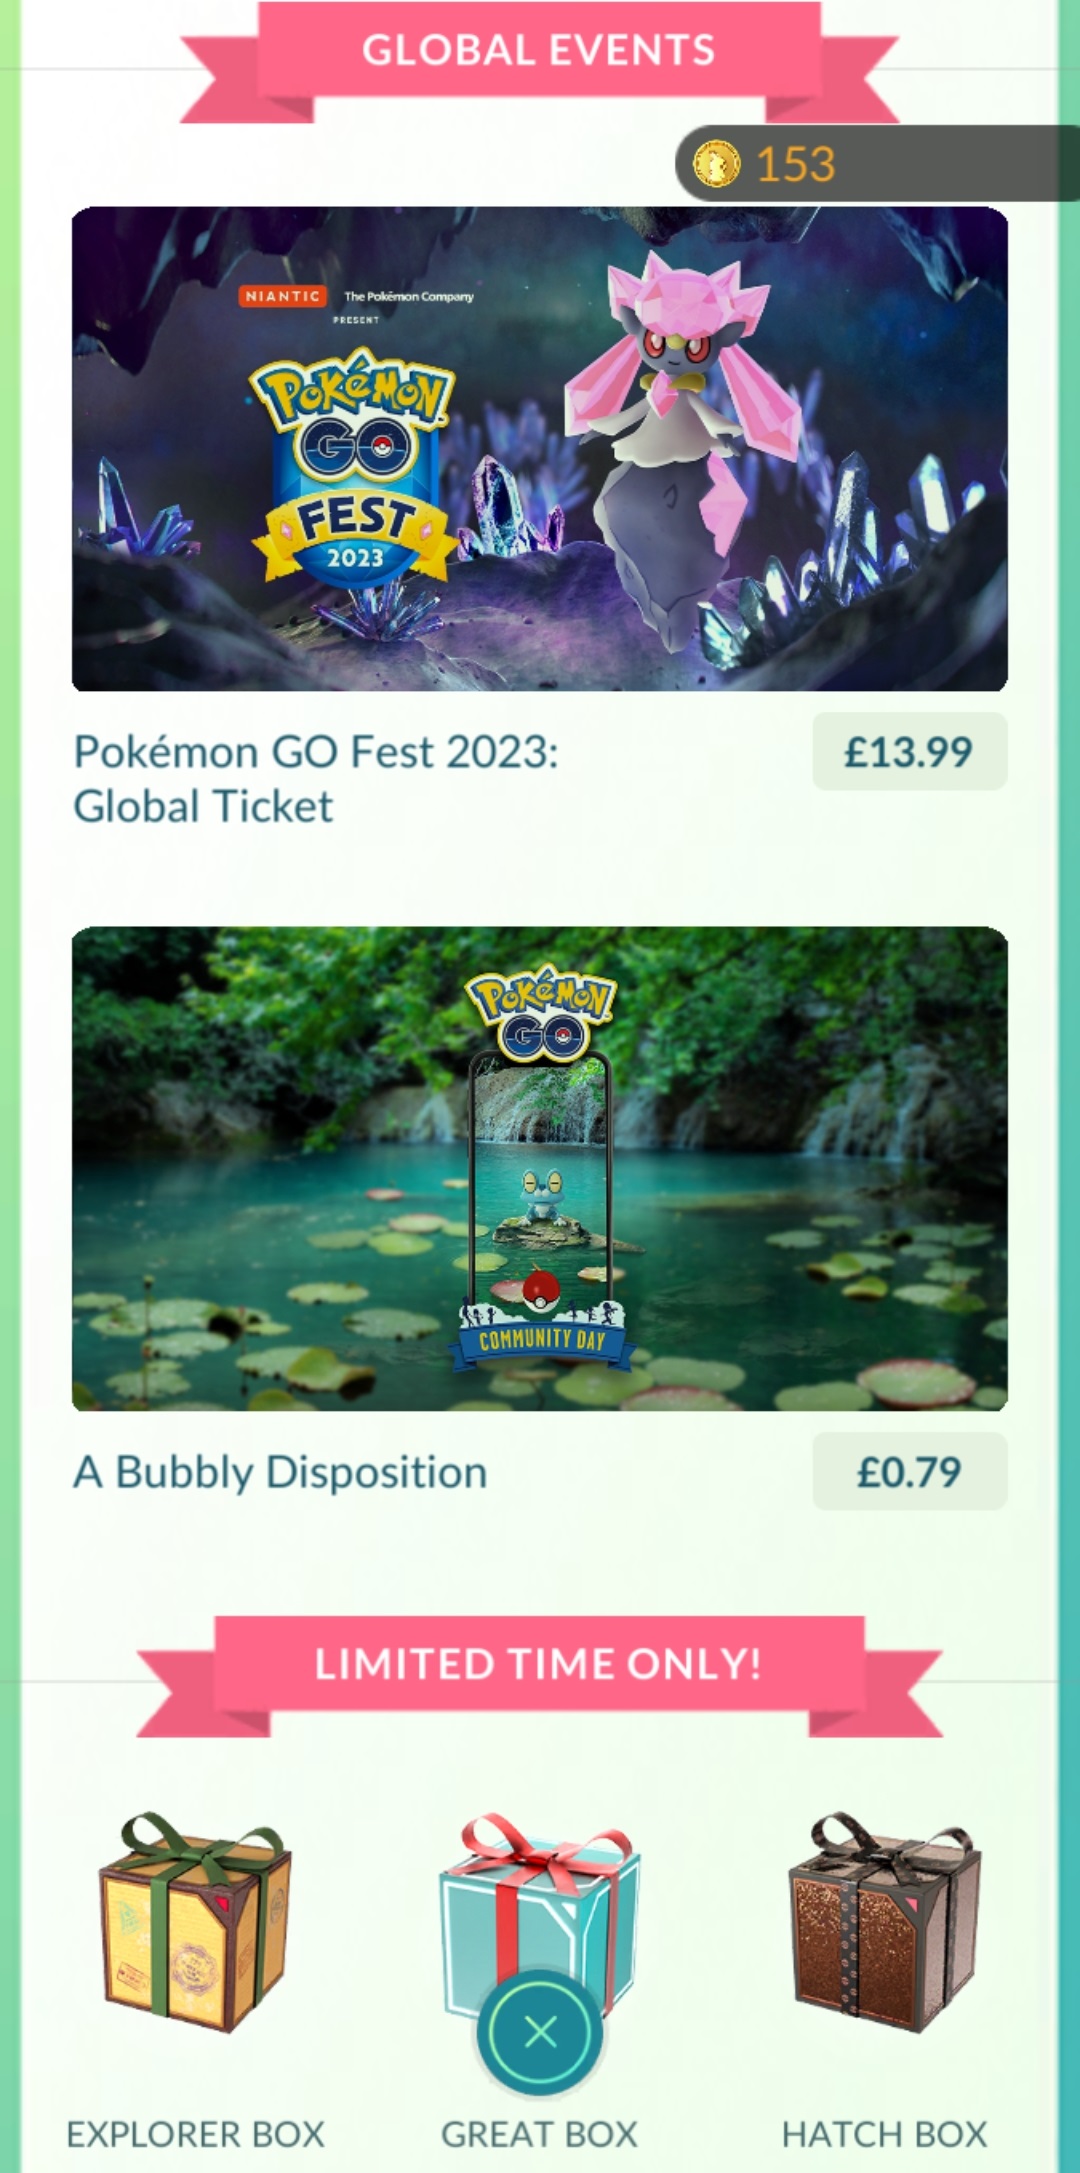 GLOBAL EVENTS
153
NIANTIC The Pokémon Company
PRESENT
POKéMON
GO
FEST
2023
Pokémon GO Fest 2023:
Global Ticket
£13.99
POKéMON
GO
COMMUNITY DAY
A Bubbly Disposition
£0.79
LIMITED TIME ONLY!
EXPLORER BOX
GREAT BOX
HATCH BOX